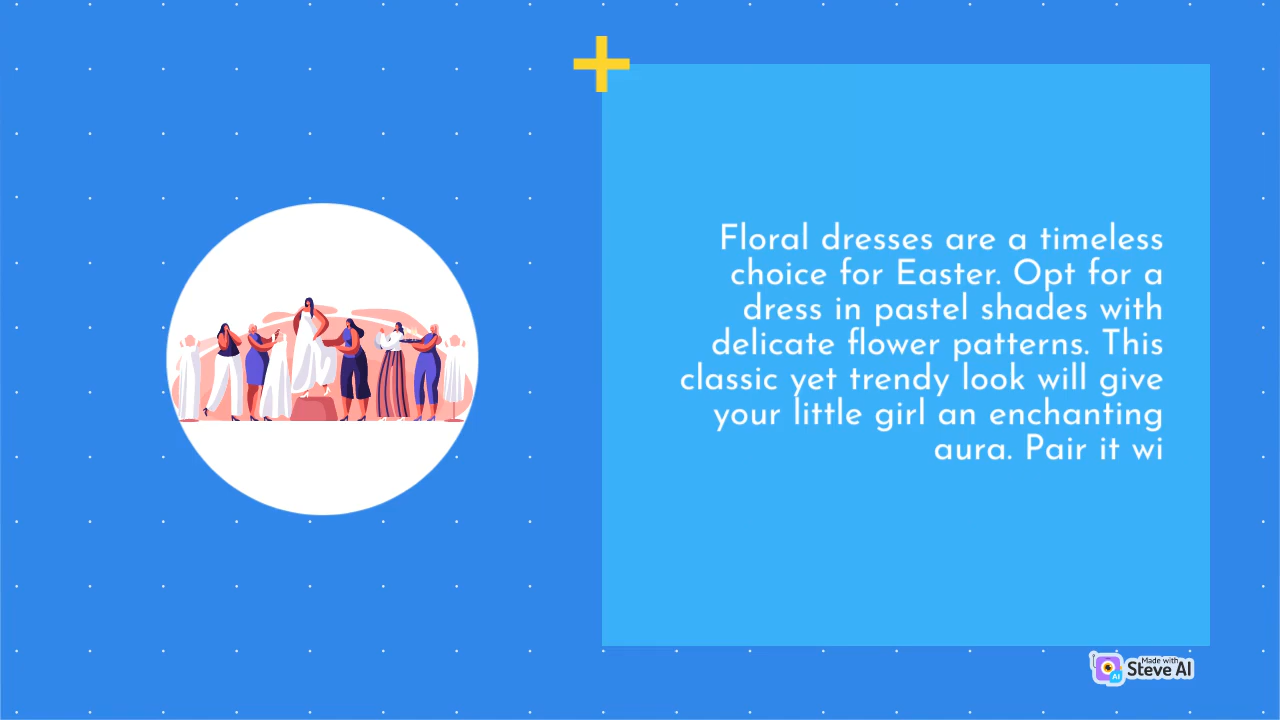 Floral dresses are a timeless
choice for Easter. Opt for a
dress in pastel shades with
delicate flower patterns. This
classic yet trendy look will give
your little girl an enchanting
aura. Pair it wi
Made with
Steve AI
AI